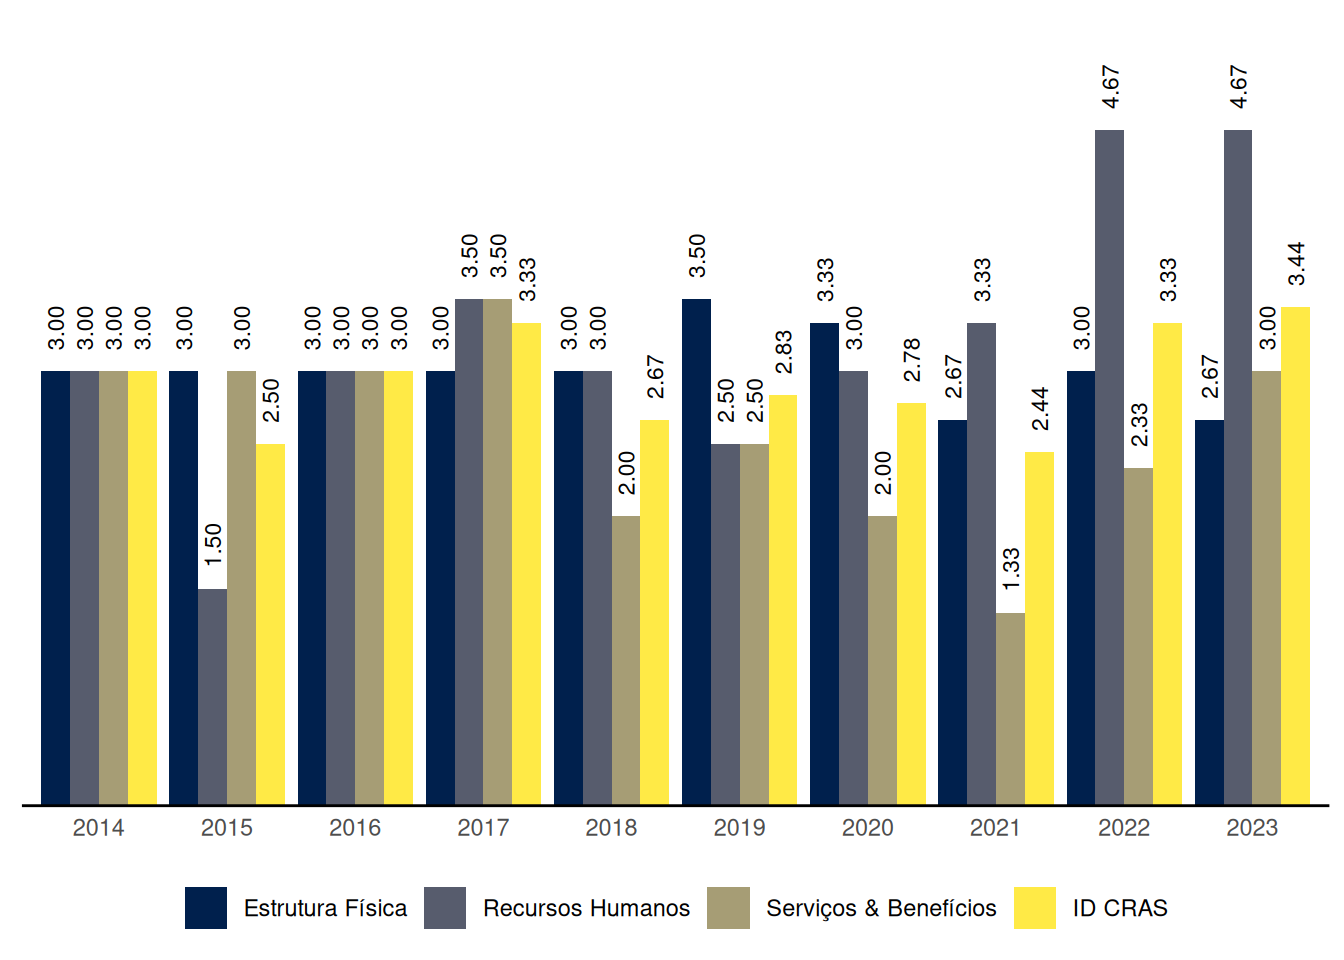 3.00 3.00 3.00 3.00
3.00 1.50 3.00 2.50
3.00 3.00 3.00 3.00
3.00 3.50 3.50 3.33
3.00 3.00 2.00 2.67
3.50 2.50 2.50 2.83
3.33 3.00 2.00 2.78
2.67 3.33 1.33 2.44
3.00 4.67 2.33 3.33
2.67 4.67 3.00 3.44
2014 2015 2016 2017 2018 2019 2020 2021 2022 2023
Estrutura Física Recursos Humanos Serviços & Benefícios ID CRAS